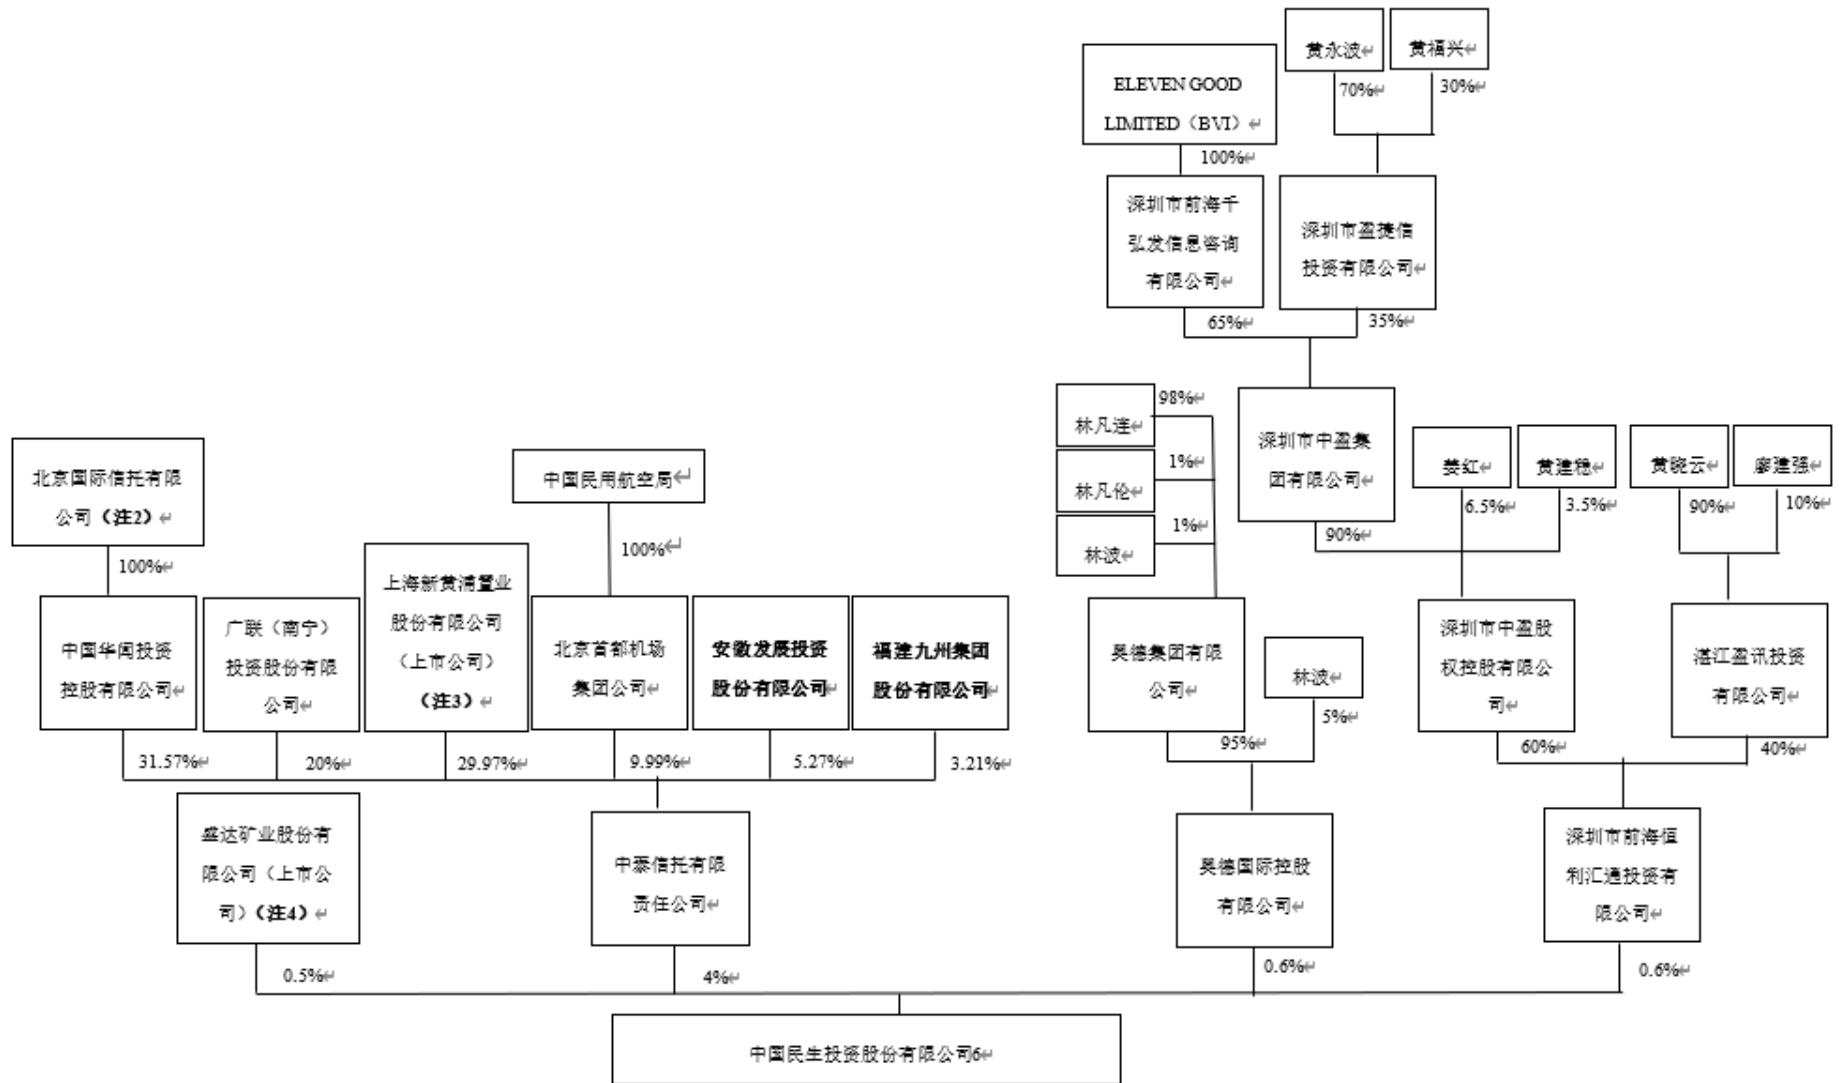 黄永波
黄福兴
70%
30%
ELEVEN GOOD
LIMITED（BVI）
100%
深圳市前海千
弘发信息咨询
有限公司
深圳市盈捷信
投资有限公司
65%
35%
林凡连
98%
林凡伦
1%
林波
1%
深圳市中盈集
团有限公司
姜红
黄建稳
黄晓云
廖建强
90%
6.5%
3.5%
90%
10%
北京国际信托有限
公司（注2）
100%
中国民用航空局
100%
中国华闻投资
控股有限公司
广联（南宁）
投资股份有限
公司
上海新黄浦置业
股份有限公司
（上市公司）
（注3）
北京首都机场
集团公司
安徽发展投资
股份有限公司
福建九州集团
股份有限公司
昊德集团有限
公司
林波
深圳市中盈股
权控股有限公
司
湛江盈讯投资
有限公司
31.57%
20%
29.97%
9.99%
5.27%
3.21%
95%
5%
60%
40%
盛达矿业股份有
限公司（上市公
司）（注4）
中泰信托有限
责任公司
昊德国际控股
有限公司
深圳市前海恒
利汇通投资有
限公司
0.5%
4%
0.6%
0.6%
中国民生投资股份有限公司6